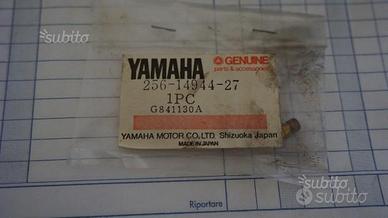 subito
YAMAHA
GENUINE
parts & accessories
256-14944-27
1PC
G841130A
YAMAHA MOTOR CO., LTD. Shizuoka Japan
MADE IN JAPAN
Riportare
subito
subito